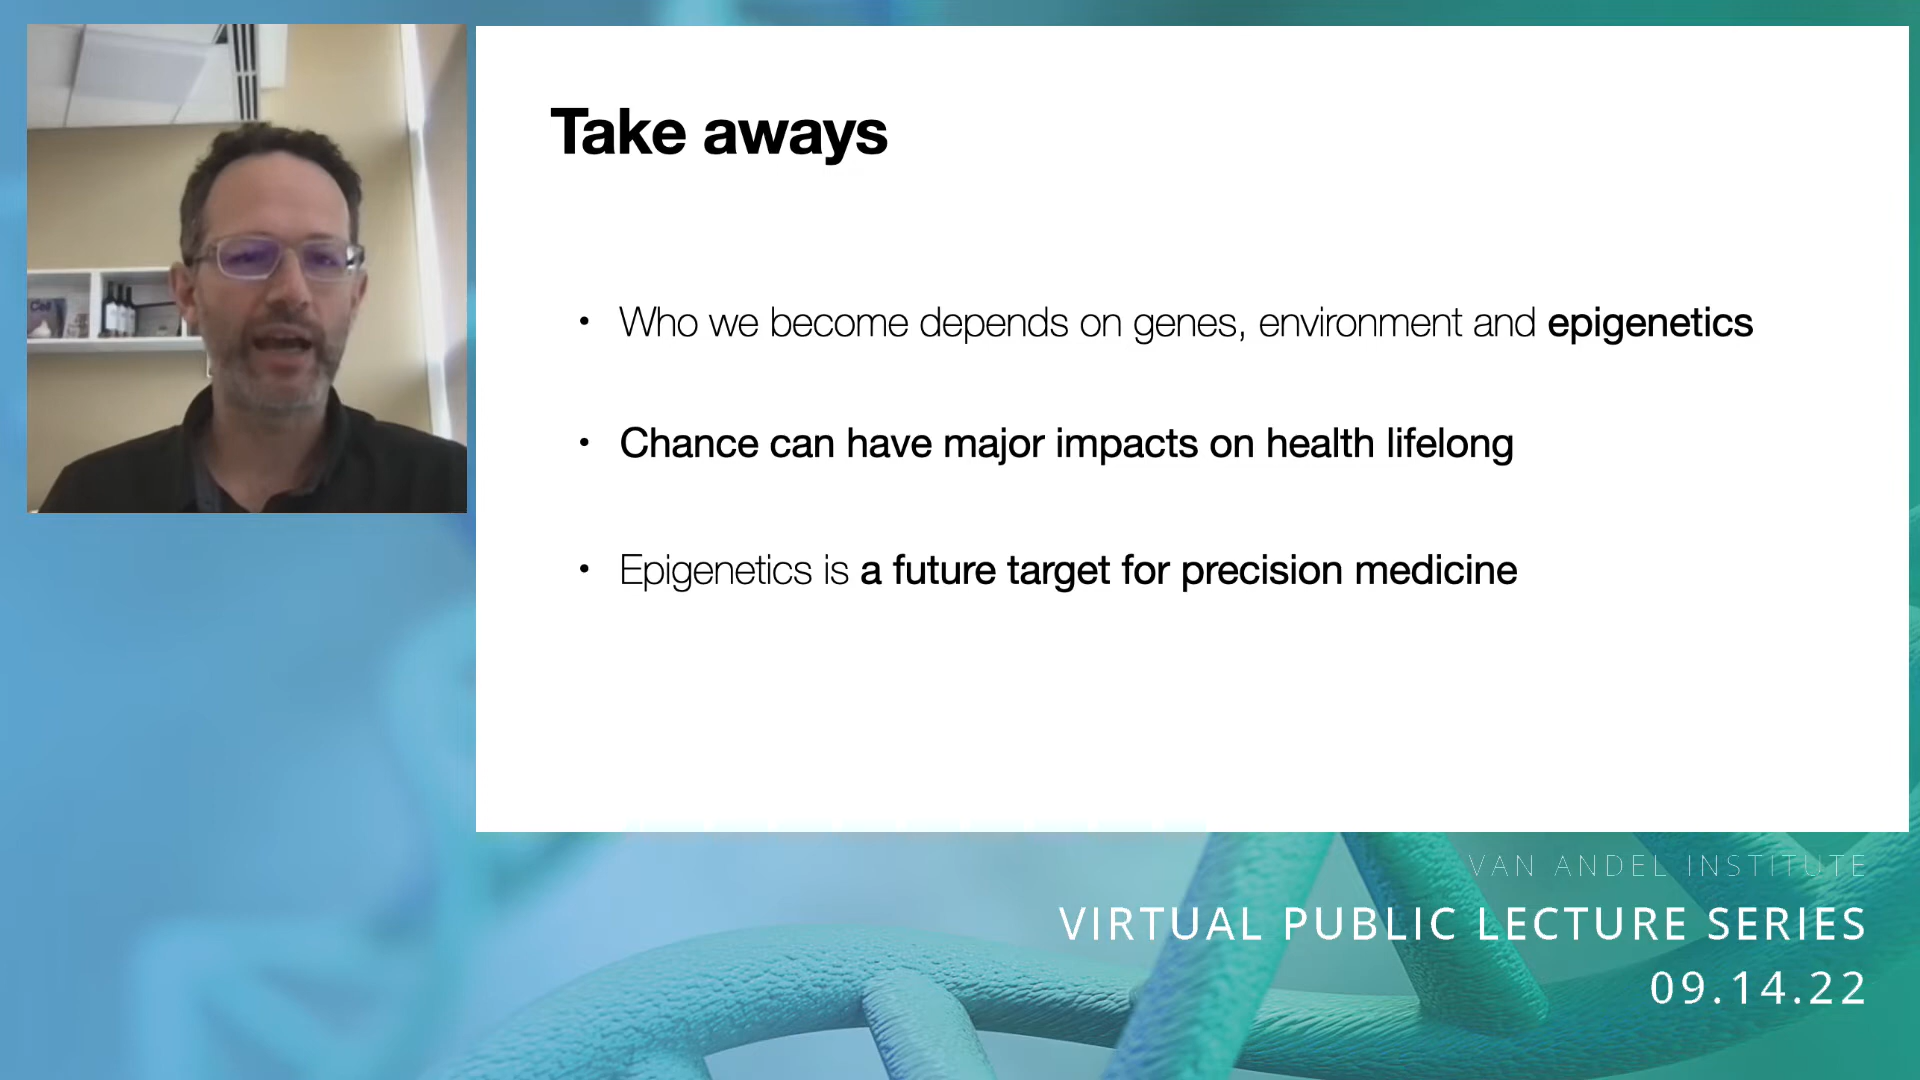 Cell
Take aways
• Who we become depends on genes, environment and epigenetics
• Chance can have major impacts on health lifelong
• Epigenetics is a future target for precision medicine
VAN ANDEL INSTITUTE
VIRTUAL PUBLIC LECTURE SERIES
09.14.22